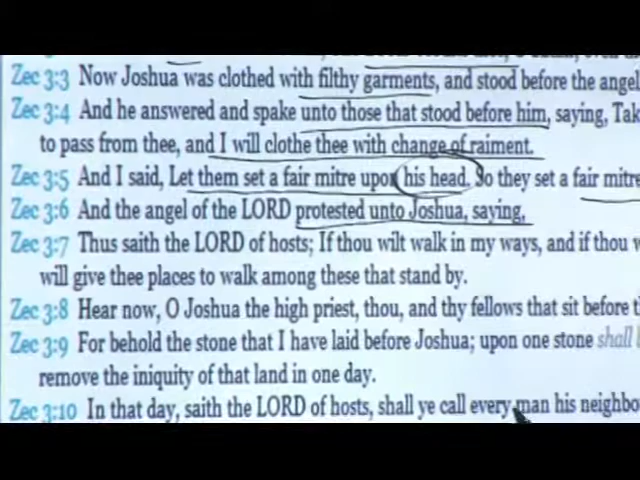 Zec 3:3 Now Joshua was clothed with filthy garments, and stood before the angel
Zec 3:4 And he answered and spake unto those that stood before him, saying, Tak
to pass from thee, and I will clothe thee with change of raiment.
Zec 3:5 And I said, Let them set a fair mitre upon his head. So they set a fair mitre
Zec 3:6 And the angel of the LORD protested unto Joshua, saying,
Zec 3:7 Thus saith the LORD of hosts; If thou wilt walk in my ways, and if thou w
will give thee places to walk among these that stand by.
Zec 3:8 Hear now, O Joshua the high priest, thou, and thy fellows that sit before t
Zec 3:9 For behold the stone that I have laid before Joshua; upon one stone shall
remove the iniquity of that land in one day.
Zec 3:10 In that day, saith the LORD of hosts, shall ye call every man his neighbo